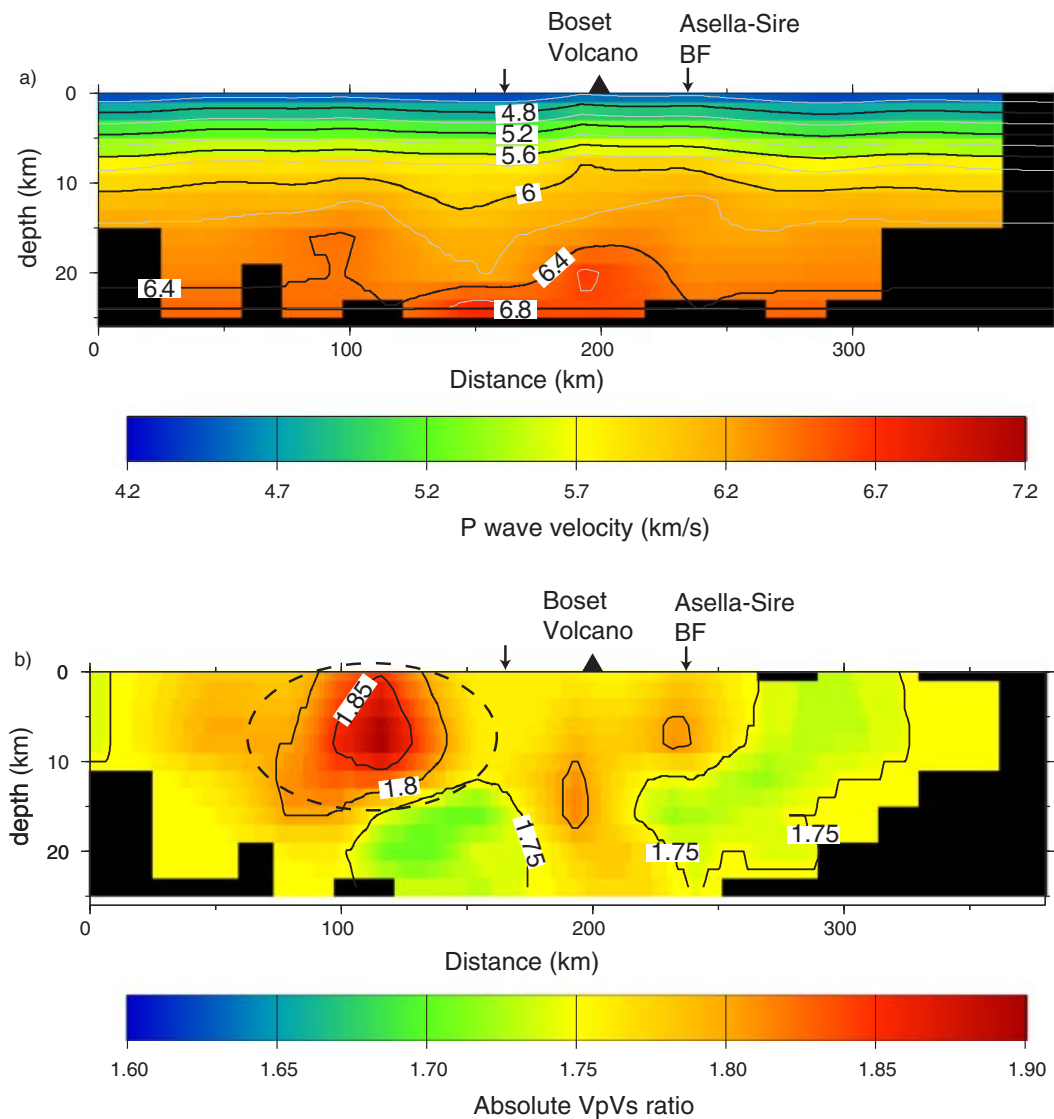 Boset
Volcano
Asella-Sire
BF
a)
0
10
20
depth (km)
4.8
5.2
5.6
6
6.4
6.4
6.8
0
100
200
300
Distance (km)
4.2
4.7
5.2
5.7
6.2
6.7
7.2
P wave velocity (km/s)
Boset
Volcano
Asella-Sire
BF
b)
0
10
20
depth (km)
1.85
1.8
1.75
1.75
1.75
0
100
200
300
Distance (km)
1.60
1.65
1.70
1.75
1.80
1.85
1.90
Absolute VpVs ratio